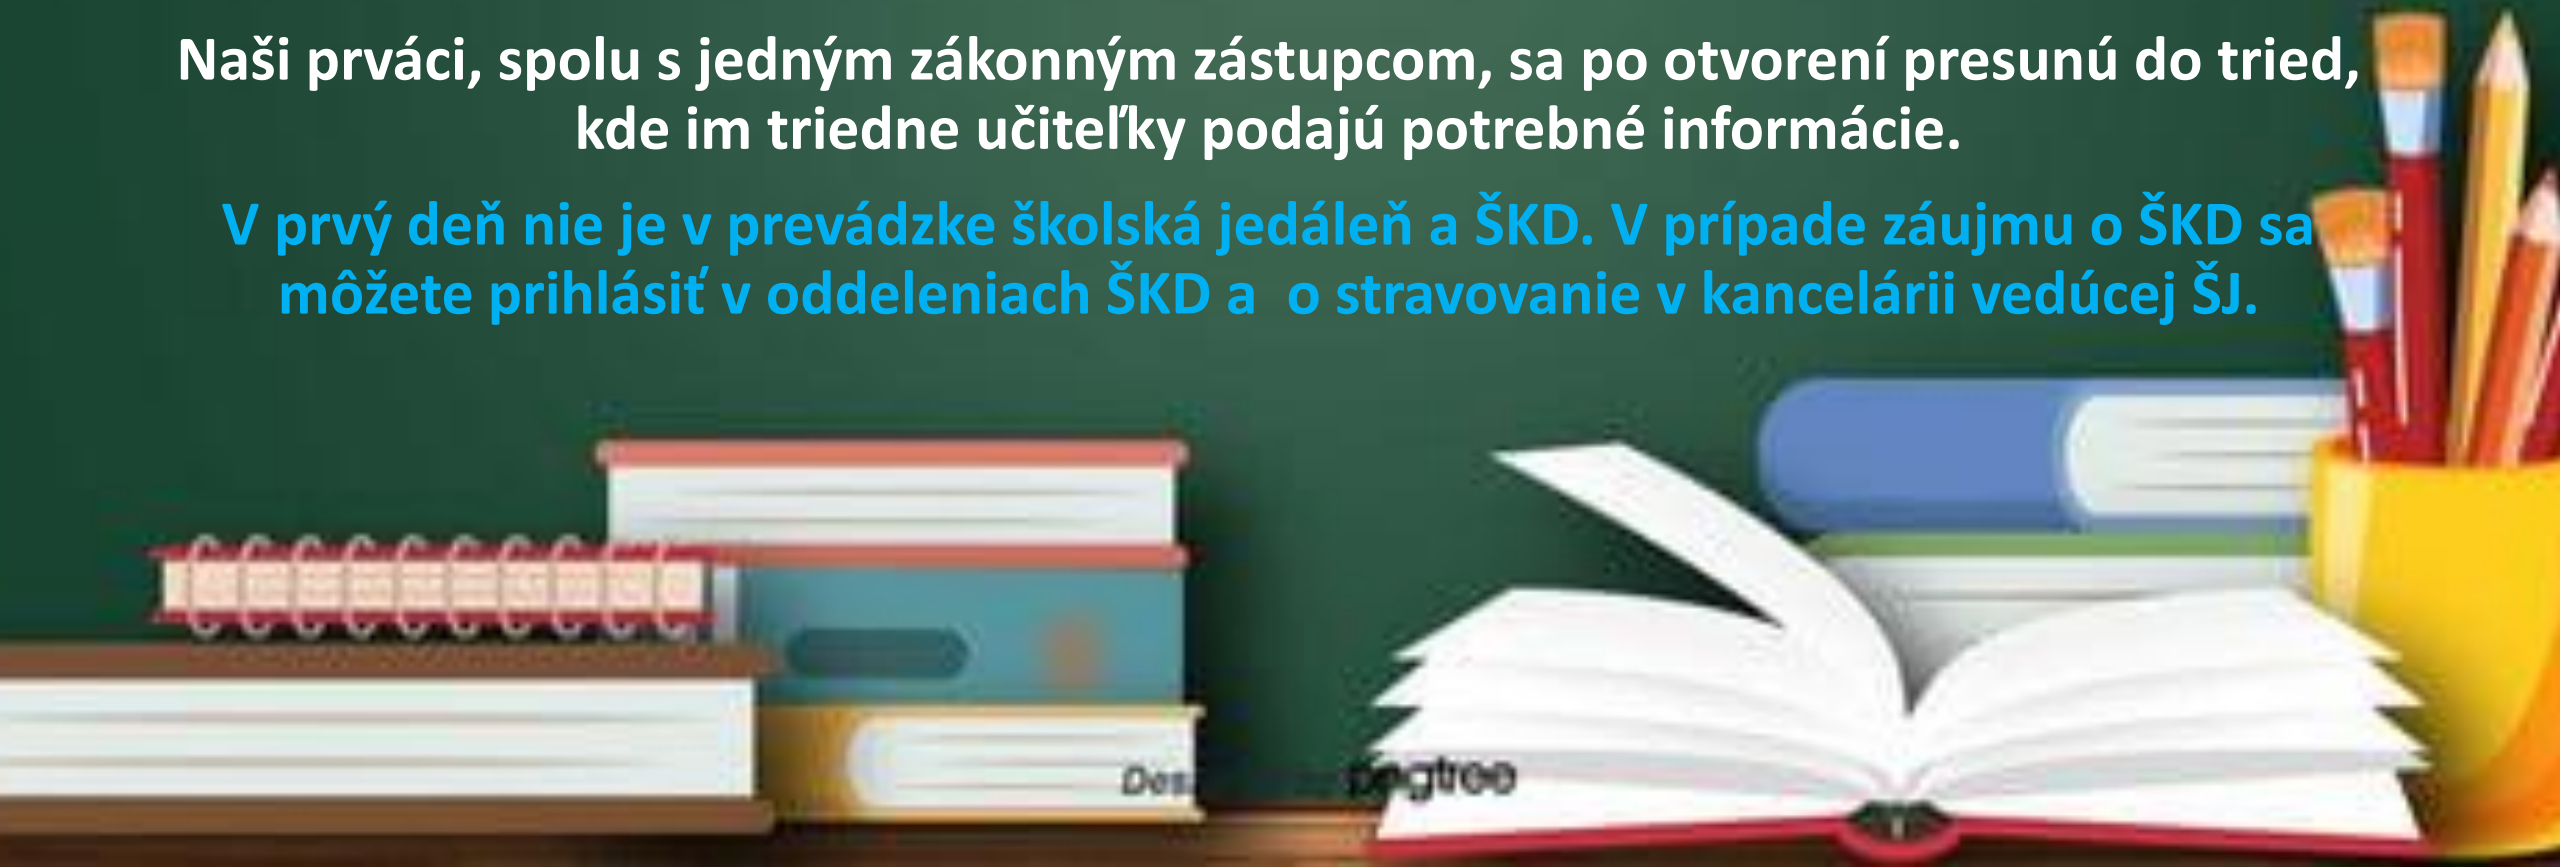 Naši prváci, spolu s jedným zákonným zástupcom, sa po otvorení presunú do tried,
kde im triedne učiteľky podajú potrebné informácie.
V prvý deň nie je v prevádzke školská jedáleň a ŠKD. V prípade záujmu o ŠKD sa
môžete prihlásiť v oddeleniach ŠKD a  o stravovanie v kancelárii vedúcej ŠJ.
pngtree